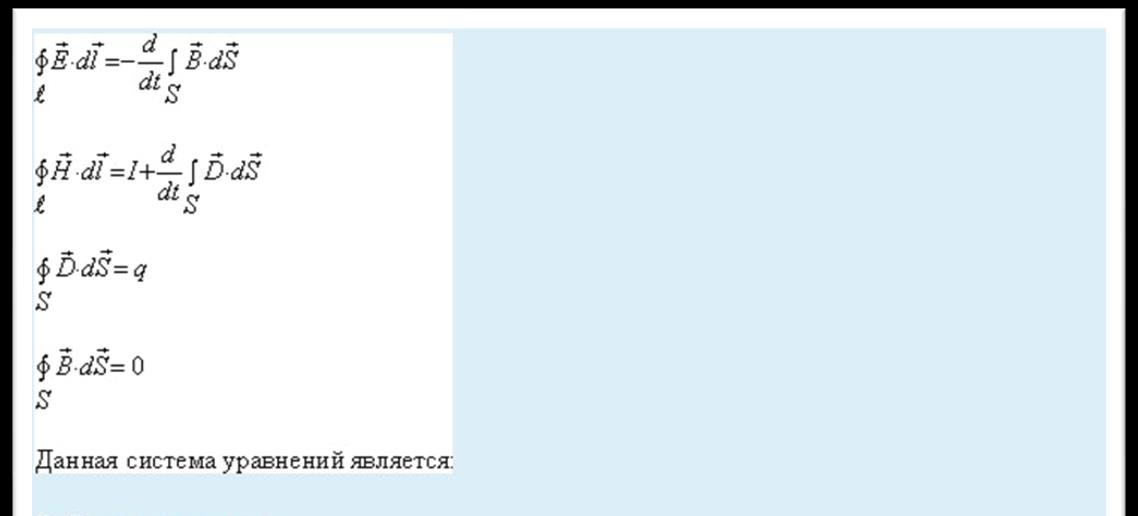 ∮ E⃗·dl⃗ =− d/dt ∫ B⃗·dS⃗
ℓ S
∮ H⃗·dl⃗ =I+ d/dt ∫ D⃗·dS⃗
ℓ S
∮ D⃗·dS⃗= q
S
∮ B⃗·dS⃗= 0
S
Данная система уравнений является: